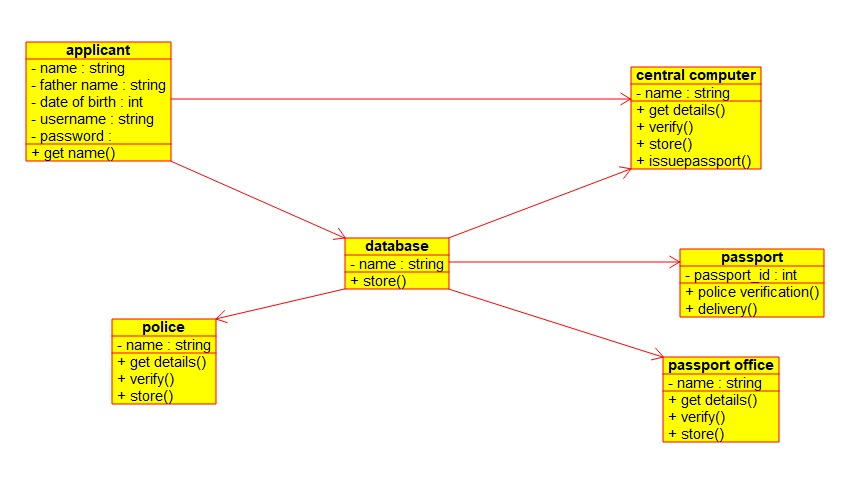 applicant
- name : string
- father name : string
- date of birth : int
- username : string
- password :
+ get name()
central computer
- name : string
+ get details()
+ verify()
+ store()
+ issuepassport()
database
- name : string
+ store()
passport
- passport_id : int
+ police verification()
+ delivery()
police
- name : string
+ get details()
+ verify()
+ store()
passport office
- name : string
+ get details()
+ verify()
+ store()